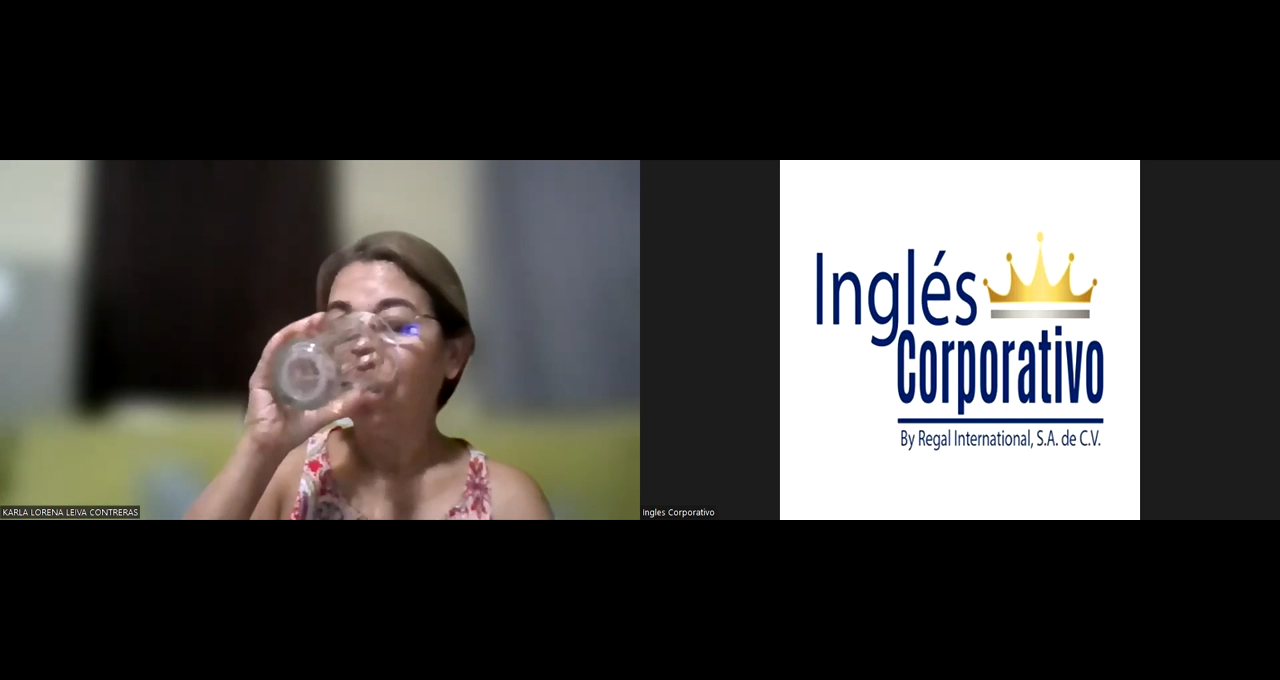 Inglés
Corporativo
By Regal International, S.A. de C.V.
KARLA LORENA LEIVA CONTRERAS
Ingles Corporativo